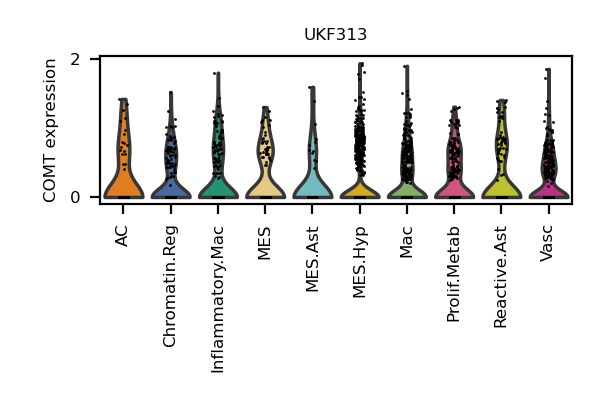 UKF313
COMT expression
2
0
AC
Chromatin.Reg
Inflammatory.Mac
MES
MES.Ast
MES.Hyp
Mac
Prolif.Metab
Reactive.Ast
Vasc